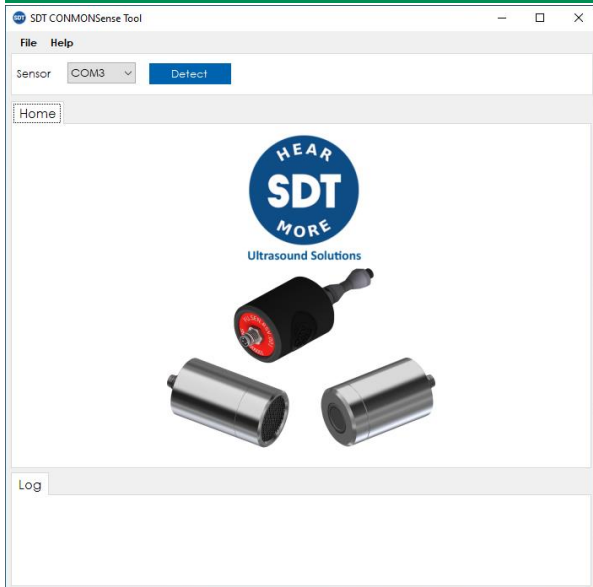 SDT CONMONSense Tool
File Help
Sensor COM3 Detect
Home
HEAR
SDT
MORE
Ultrasound Solutions
Log